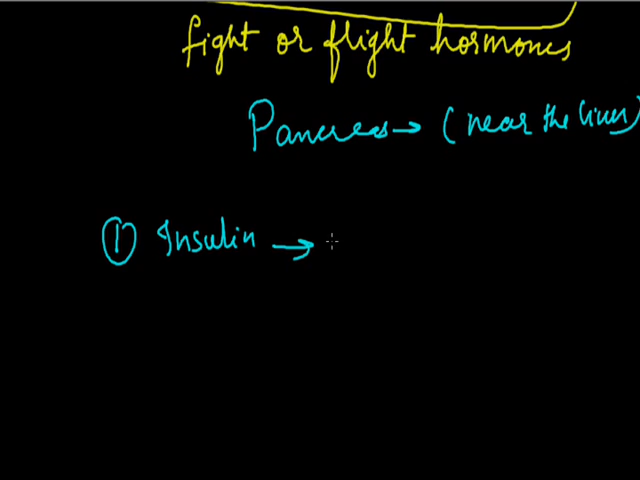 fight or flight hormones
Pancreas → (near the liver)
① Insulin →